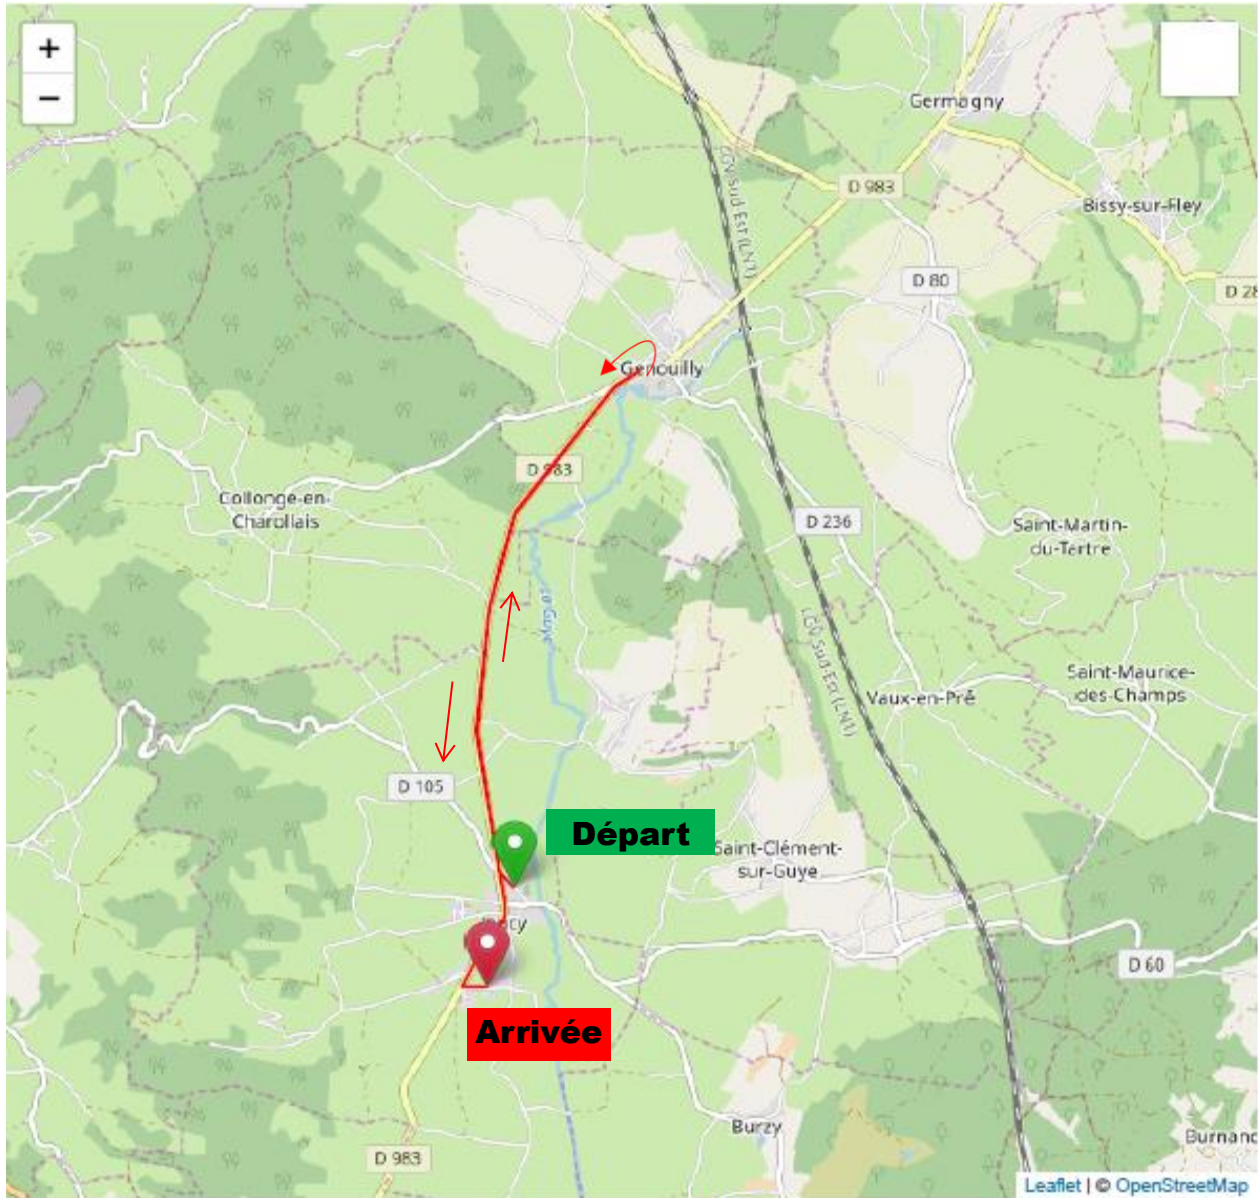 +
−
Germagny
D 983
LGV Sud-Est (LN1)
Bissy-sur-Fley
D 80
D 28
Genouilly
D 983
Collonge-en-
Charollais
D 236
Saint-Martin-
du-Tertre
La Guye
LGV Sud-Est (LN1)
Saint-Maurice-
des-Champs
Vaux-en-Pré
D 105
Départ
Saint-Clément-
sur-Guye
D 60
Arrivée
Burzy
D 983
Leaflet | © OpenStreetMap